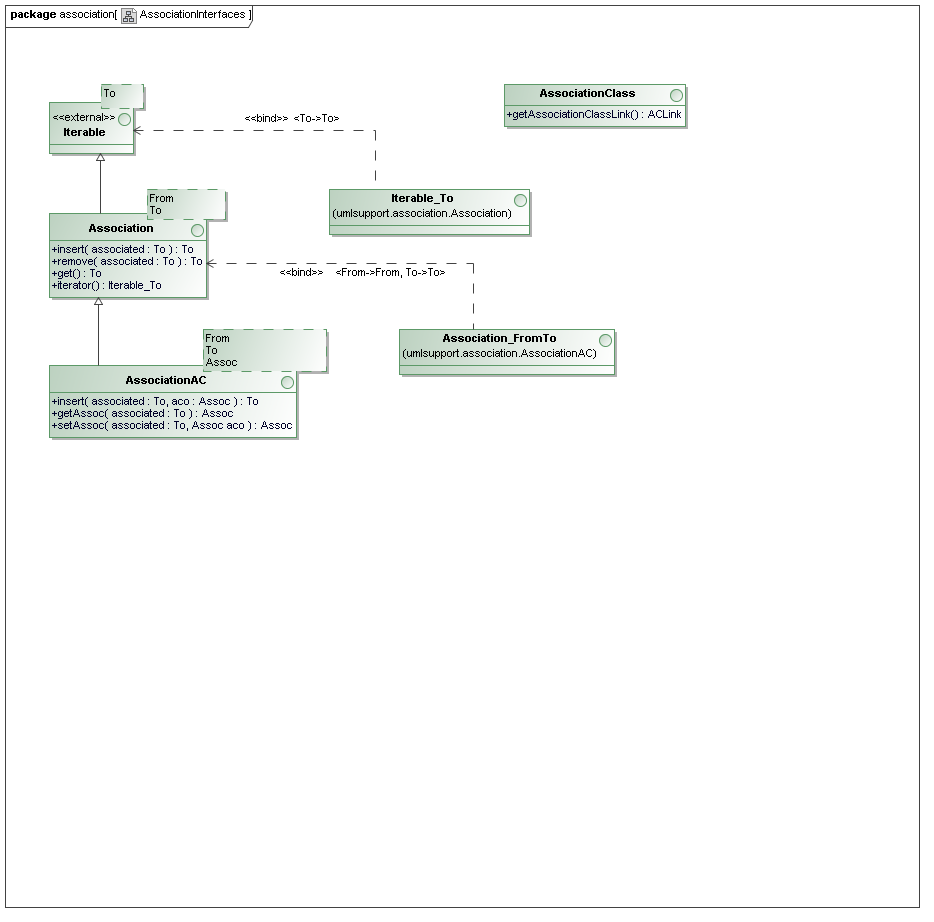 package association[ AssociationInterfaces ]
To
<<external>>
Iterable
<<bind>> <To->To>
AssociationClass
+getAssociationClassLink() : ACLink
Iterable_To
(umlsupport.association.Association)
From
To
Association
+insert( associated : To ) : To
+remove( associated : To ) : To
+get() : To
+iterator() : Iterable_To
<<bind>> <From->From, To->To>
Association_FromTo
(umlsupport.association.AssociationAC)
From
To
Assoc
AssociationAC
+insert( associated : To, aco : Assoc ) : To
+getAssoc( associated : To ) : Assoc
+setAssoc( associated : To, Assoc aco ) : Assoc